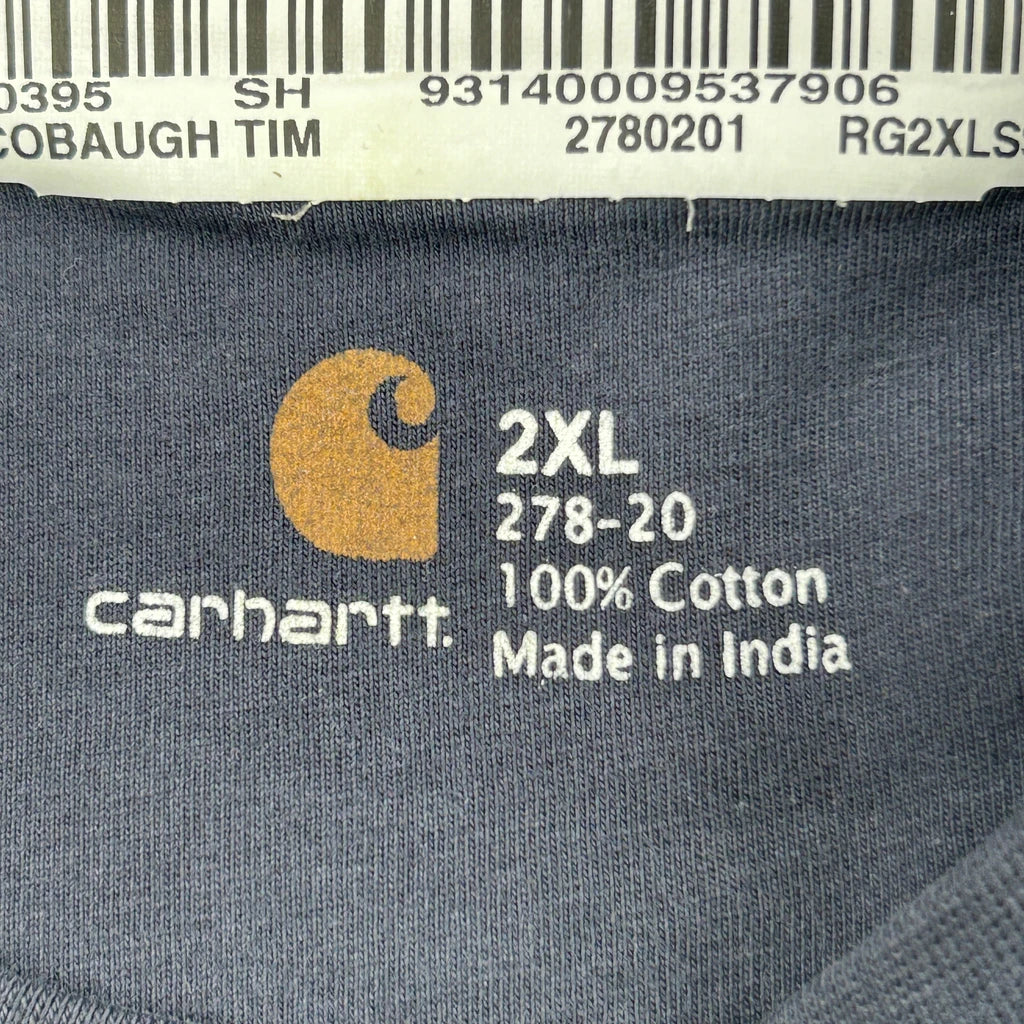 0395 SH 93140009537906
COBAUGH TIM 2780201 RG2XLS
carhartt.
2XL
278-20
100% Cotton
Made in India